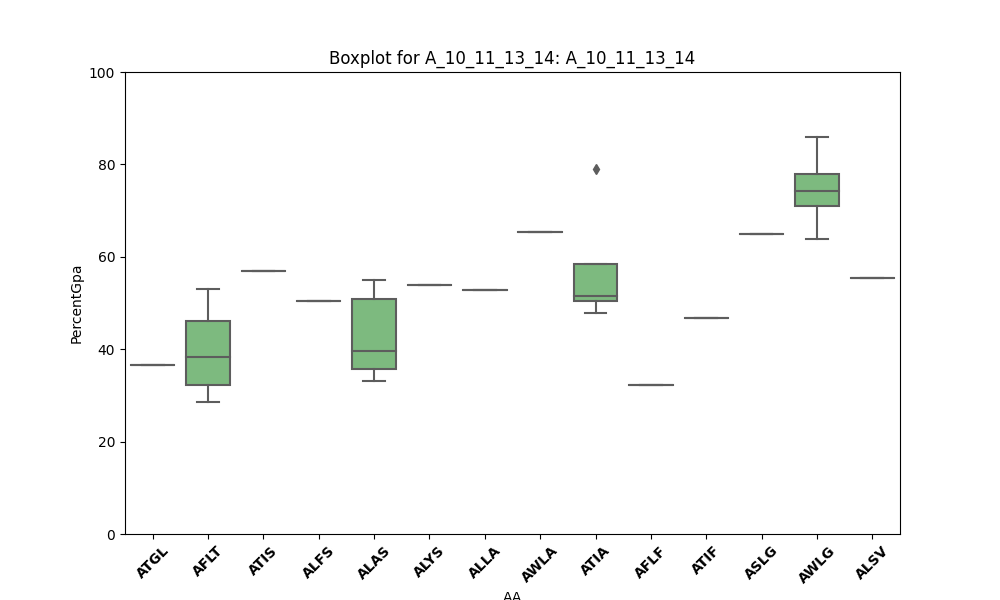 Boxplot for A_10_11_13_14: A_10_11_13_14
100
80
60
40
20
0
PercentGpa
ATGL AFLT ATIS ALFS ALAS ALYS ALLA AWLA ATIA AFLF ATIF ASLG AWLG ALSV
AA